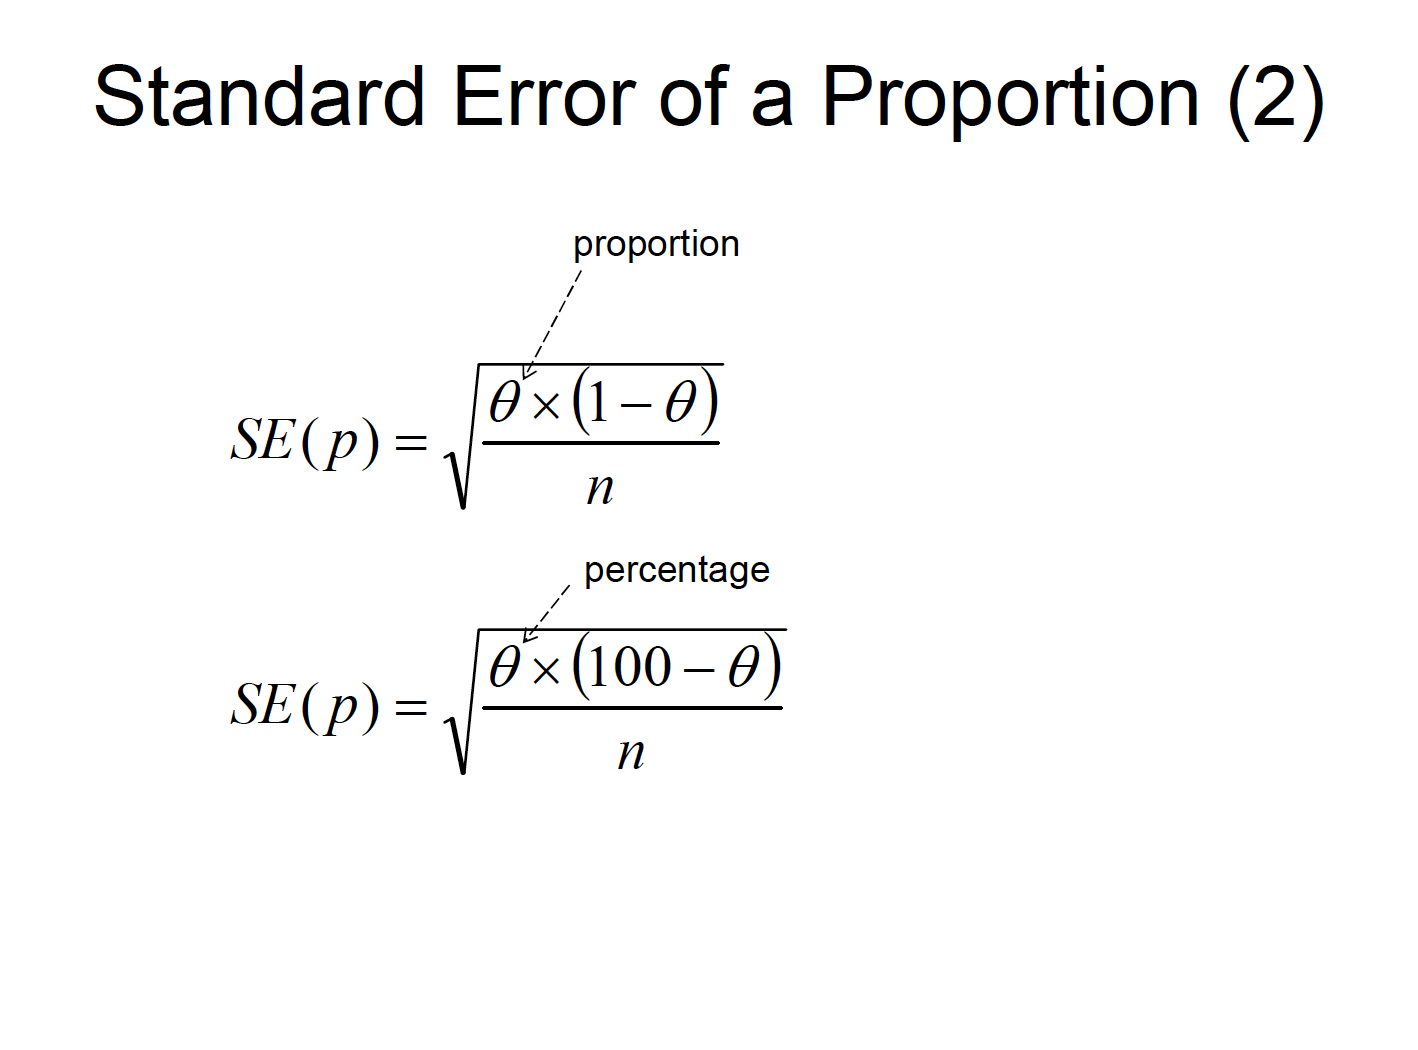 Standard Error of a Proportion (2)
proportion
SE(p) = √(θ × (1 − θ) / n)
percentage
SE(p) = √(θ × (100 − θ) / n)